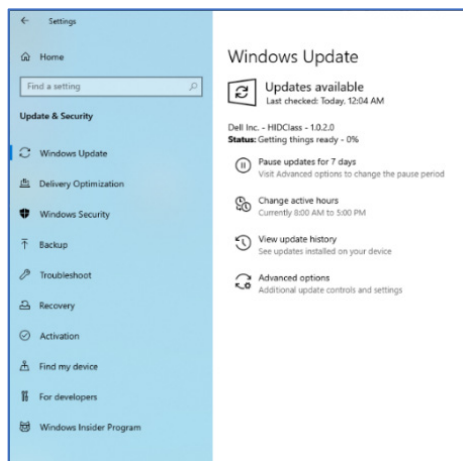 Settings
Home
Find a setting
Update & Security
Windows Update
Delivery Optimization
Windows Security
Backup
Troubleshoot
Recovery
Activation
Find my device
For developers
Windows Insider Program
Windows Update
Updates available
Last checked: Today, 12:04 AM
Dell Inc. - HIDClass - 1.0.2.0
Status: Getting things ready - 0%
Pause updates for 7 days
Visit Advanced options to change the pause period
Change active hours
Currently 8:00 AM to 5:00 PM
View update history
See updates installed on your device
Advanced options
Additional update controls and settings